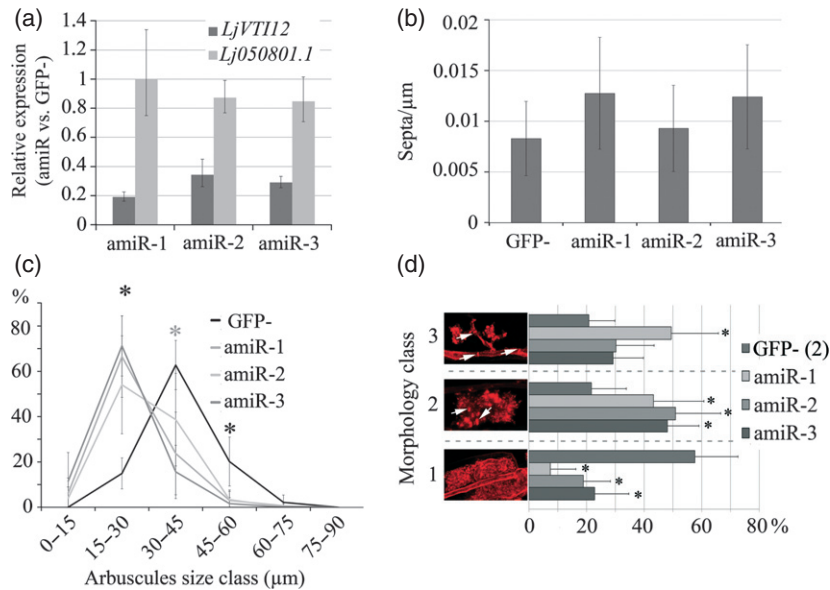 (a)
LjVTI12
Lj050801.1
Relative expression
(amiR vs. GFP-)
1.4
1.2
1
0.8
0.6
0.4
0.2
0
amiR-1
amiR-2
amiR-3
(b)
Septa/µm
0.02
0.015
0.01
0.005
0
GFP-
amiR-1
amiR-2
amiR-3
(c)
%
80
60
40
20
0
*
*
*
GFP-
amiR-1
amiR-2
amiR-3
0–15
15–30
30–45
45–60
60–75
75–90
Arbuscules size class (µm)
(d)
Morphology class
3
2
1
*
*
*
*
*
*
*
GFP- (2)
amiR-1
amiR-2
amiR-3
0
20
40
60
80 %